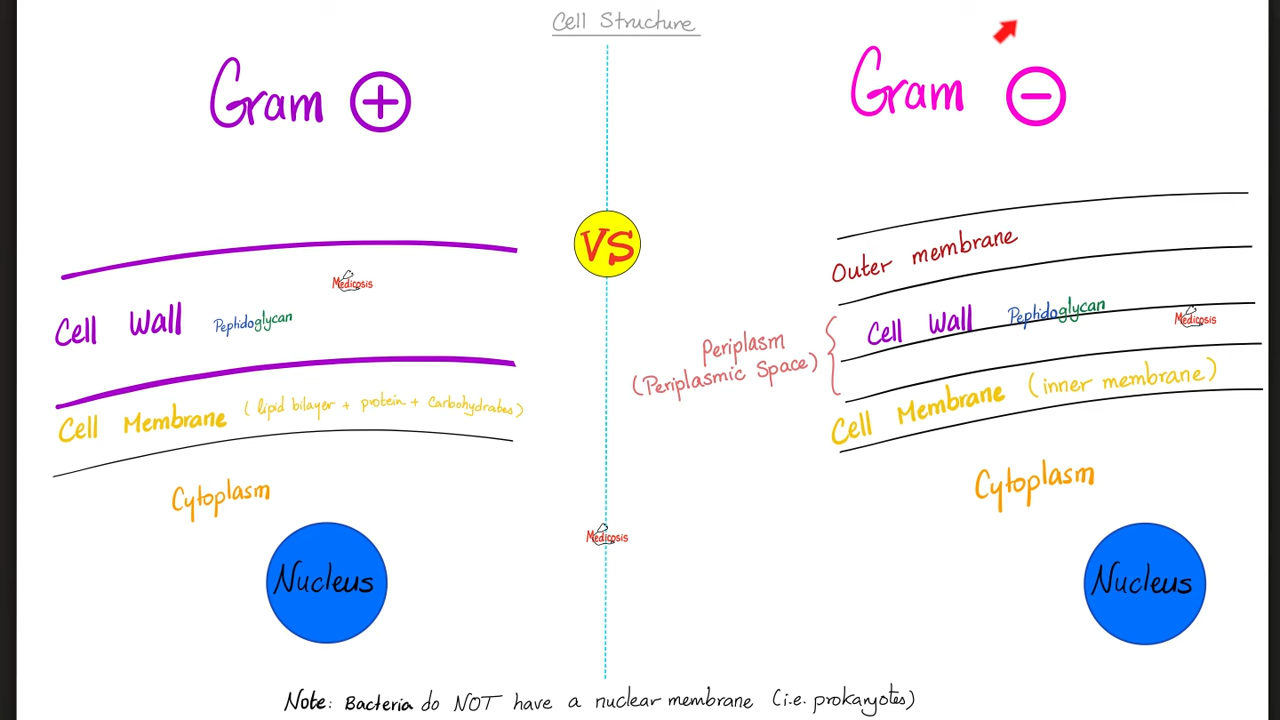 Cell Structure
Gram +
Gram −
VS
Medicosis
Cell Wall Peptidoglycan
Cell Membrane (lipid bilayer + protein + Carbohydrates)
Cytoplasm
Nucleus
Outer membrane
Cell Wall Peptidoglycan
Medicosis
Periplasm
(Periplasmic Space)
Cell Membrane (inner membrane)
Cytoplasm
Nucleus
Medicosis
Note: Bacteria do NOT have a nuclear membrane (i.e. prokaryotes)